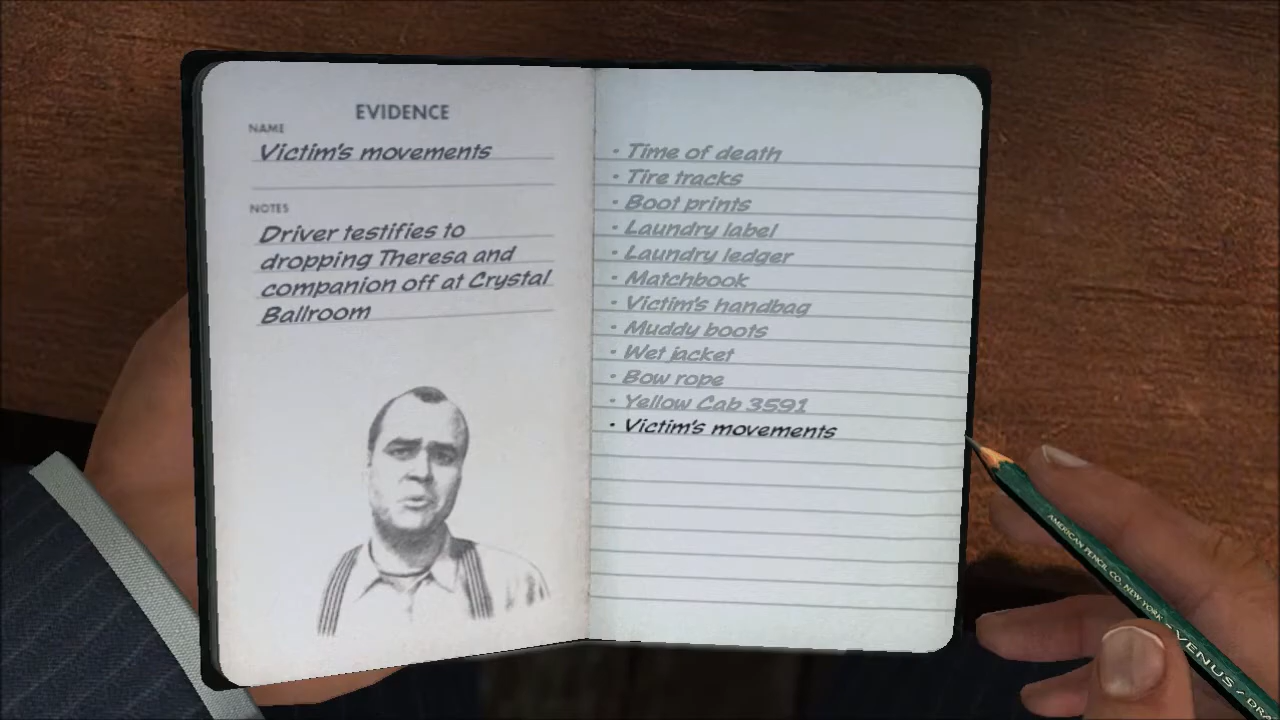 EVIDENCE
NAME
Victim's movements
NOTES
Driver testifies to
dropping Theresa and
companion off at Crystal
Ballroom
• Time of death
• Tire tracks
• Boot prints
• Laundry label
• Laundry ledger
• Matchbook
• Victim's handbag
• Muddy boots
• Wet jacket
• Bow rope
• Yellow Cab 3591
• Victim's movements
AMERICAN PENCIL CO. NEW YORK VENUS / DRA